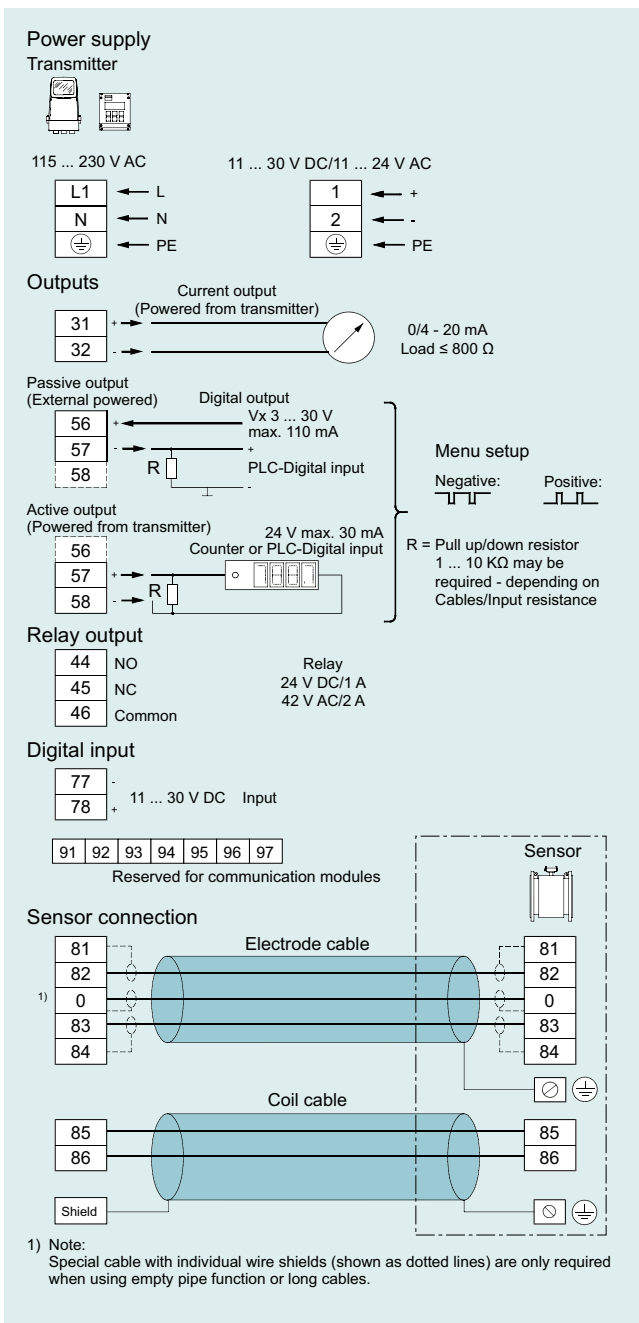 Power supply
Transmitter
115 ... 230 V AC
L1 L
N N
PE
11 ... 30 V DC/11 ... 24 V AC
1 +
2 -
PE
Outputs
Current output
(Powered from transmitter)
31 +
32 -
0/4 - 20 mA
Load ≤ 800 Ω
Passive output
(External powered)
Digital output
56 +
57 -
58
Vx 3 ... 30 V
max. 110 mA
+
R
PLC-Digital input
-
Menu setup
Negative:
Positive:
R = Pull up/down resistor
1 ... 10 KΩ may be
required - depending on
Cables/Input resistance
Active output
(Powered from transmitter)
24 V max. 30 mA
Counter or PLC-Digital input
56
57 +
58 -
R
Relay output
44 NO
45 NC
46 Common
Relay
24 V DC/1 A
42 V AC/2 A
Digital input
77 -
78 +
11 ... 30 V DC Input
91 92 93 94 95 96 97
Reserved for communication modules
Sensor
Sensor connection
Electrode cable
81 81
82 82
1) 0 0
83 83
84 84
Coil cable
85 85
86 86
Shield
1) Note:
Special cable with individual wire shields (shown as dotted lines) are only required
when using empty pipe function or long cables.